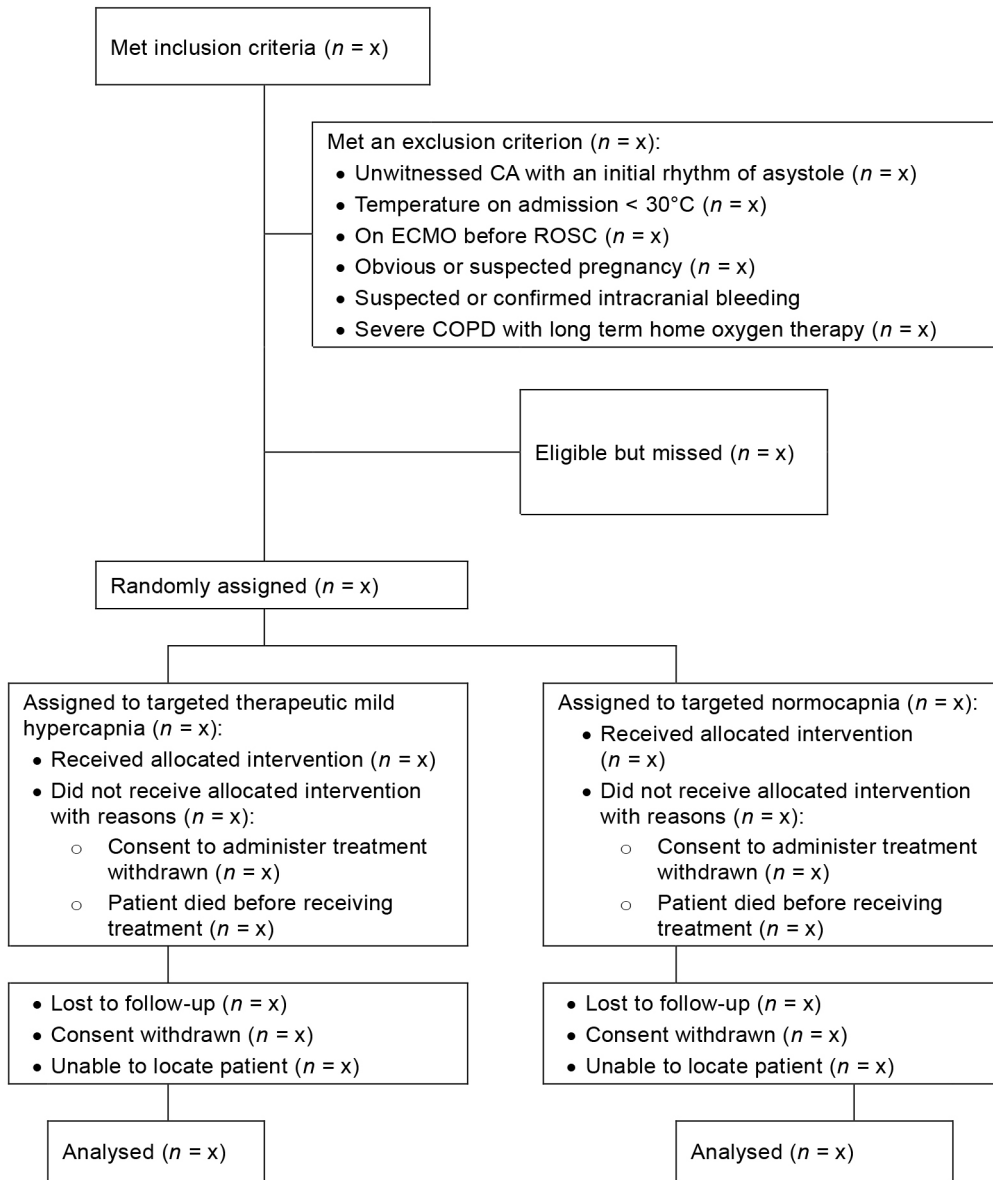 Met inclusion criteria (n = x)
Met an exclusion criterion (n = x):
• Unwitnessed CA with an initial rhythm of asystole (n = x)
• Temperature on admission < 30°C (n = x)
• On ECMO before ROSC (n = x)
• Obvious or suspected pregnancy (n = x)
• Suspected or confirmed intracranial bleeding
• Severe COPD with long term home oxygen therapy (n = x)
Eligible but missed (n = x)
Randomly assigned (n = x)
Assigned to targeted therapeutic mild
hypercapnia (n = x):
• Received allocated intervention (n = x)
• Did not receive allocated intervention
with reasons (n = x):
○ Consent to administer treatment
withdrawn (n = x)
○ Patient died before receiving
treatment (n = x)
Assigned to targeted normocapnia (n = x):
• Received allocated intervention
(n = x)
• Did not receive allocated intervention
with reasons (n = x):
○ Consent to administer treatment
withdrawn (n = x)
○ Patient died before receiving
treatment (n = x)
• Lost to follow-up (n = x)
• Consent withdrawn (n = x)
• Unable to locate patient (n = x)
• Lost to follow-up (n = x)
• Consent withdrawn (n = x)
• Unable to locate patient (n = x)
Analysed (n = x)
Analysed (n = x)